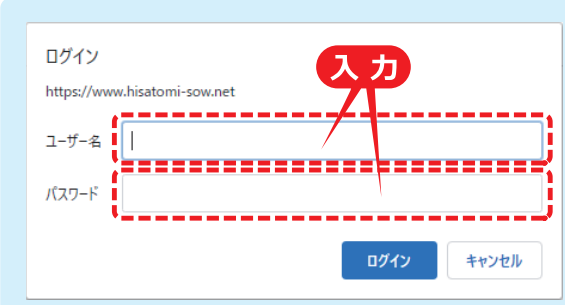 ログイン
入力
https://www.hisatomi-sow.net
ユーザー名
パスワード
ログイン
キャンセル